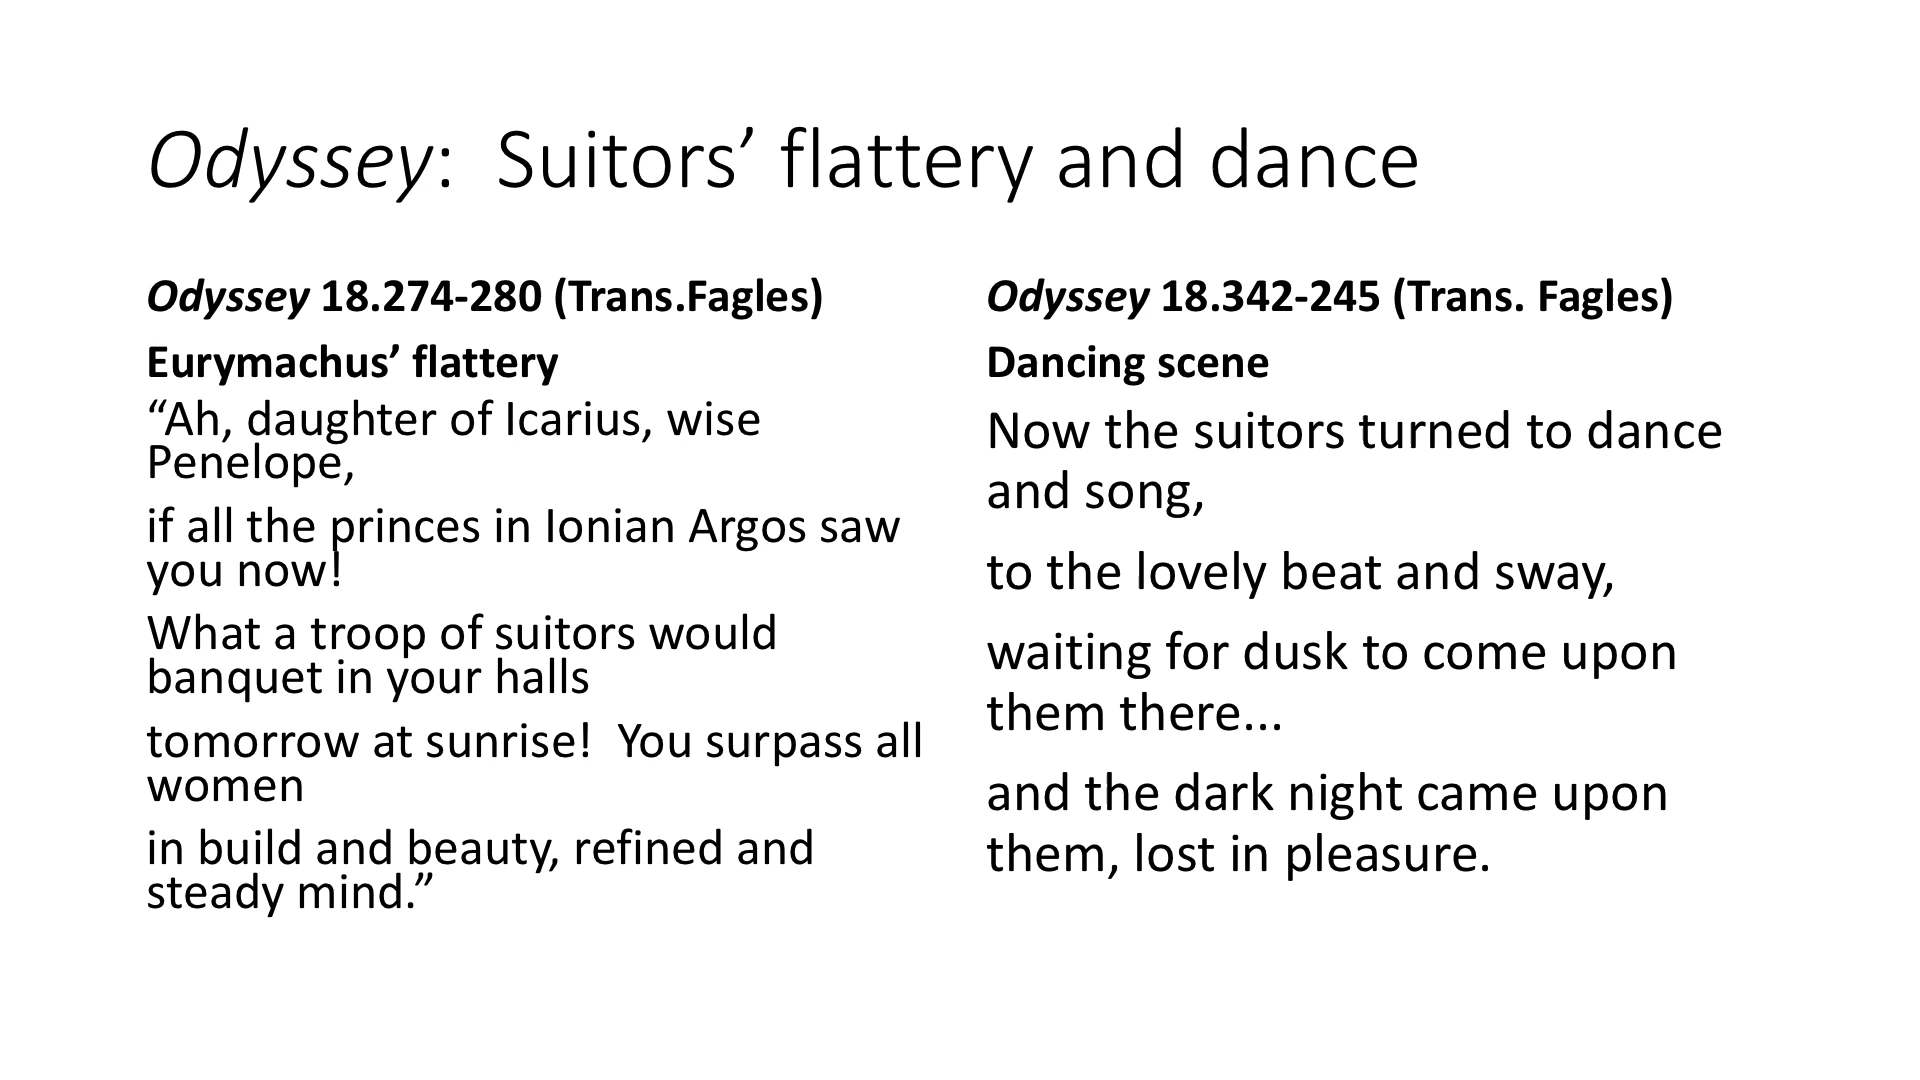 Odyssey:  Suitors’ flattery and dance
Odyssey 18.274-280 (Trans.Fagles)
Eurymachus’ flattery
“Ah, daughter of Icarius, wise
Penelope,
if all the princes in Ionian Argos saw
you now!
What a troop of suitors would
banquet in your halls
tomorrow at sunrise!  You surpass all
women
in build and beauty, refined and
steady mind.”
Odyssey 18.342-245 (Trans. Fagles)
Dancing scene
Now the suitors turned to dance
and song,
to the lovely beat and sway,
waiting for dusk to come upon
them there...
and the dark night came upon
them, lost in pleasure.